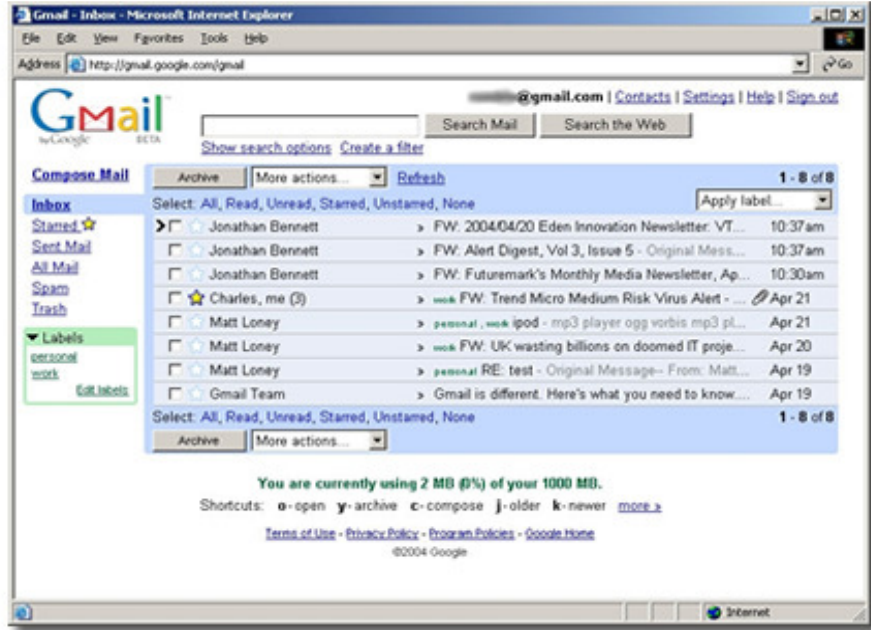 Gmail - Inbox - Microsoft Internet Explorer
File Edit View Favorites Tools Help
Address http://gmail.google.com/gmail Go
@gmail.com | Contacts | Settings | Help | Sign out
Gmail
by Google BETA
Search Mail Search the Web
Show search options Create a filter
Compose Mail
Inbox
Starred
Sent Mail
All Mail
Spam
Trash
Labels
personal
work
Edit labels
Archive More actions... Refresh 1 - 8 of 8
Select: All, Read, Unread, Starred, Unstarred, None Apply label...
Jonathan Bennett » FW: 2004/04/20 Eden Innovation Newsletter: VT... 10:37am
Jonathan Bennett » FW: Alert Digest, Vol 3, Issue 6 - Original Mess... 10:37am
Jonathan Bennett » FW: Futuremark's Monthly Media Newsletter, Ap... 10:30am
Charles, me (3) » work FW: Trend Micro Medium Risk Virus Alert - ... Apr 21
Matt Loney » personal, work ipod - mp3 player ogg vorbis mp3 pl... Apr 21
Matt Loney » work FW: UK wasting billions on doomed IT proje... Apr 20
Matt Loney » personal RE: test - Original Message-- From: Matt... Apr 19
Gmail Team » Gmail is different. Here's what you need to know.... Apr 19
Select: All, Read, Unread, Starred, Unstarred, None 1 - 8 of 8
Archive More actions...
You are currently using 2 MB (0%) of your 1000 MB.
Shortcuts: o - open y - archive c - compose j - older k - newer more »
Terms of Use - Privacy Policy - Program Policies - Google Home
©2004 Google
Internet